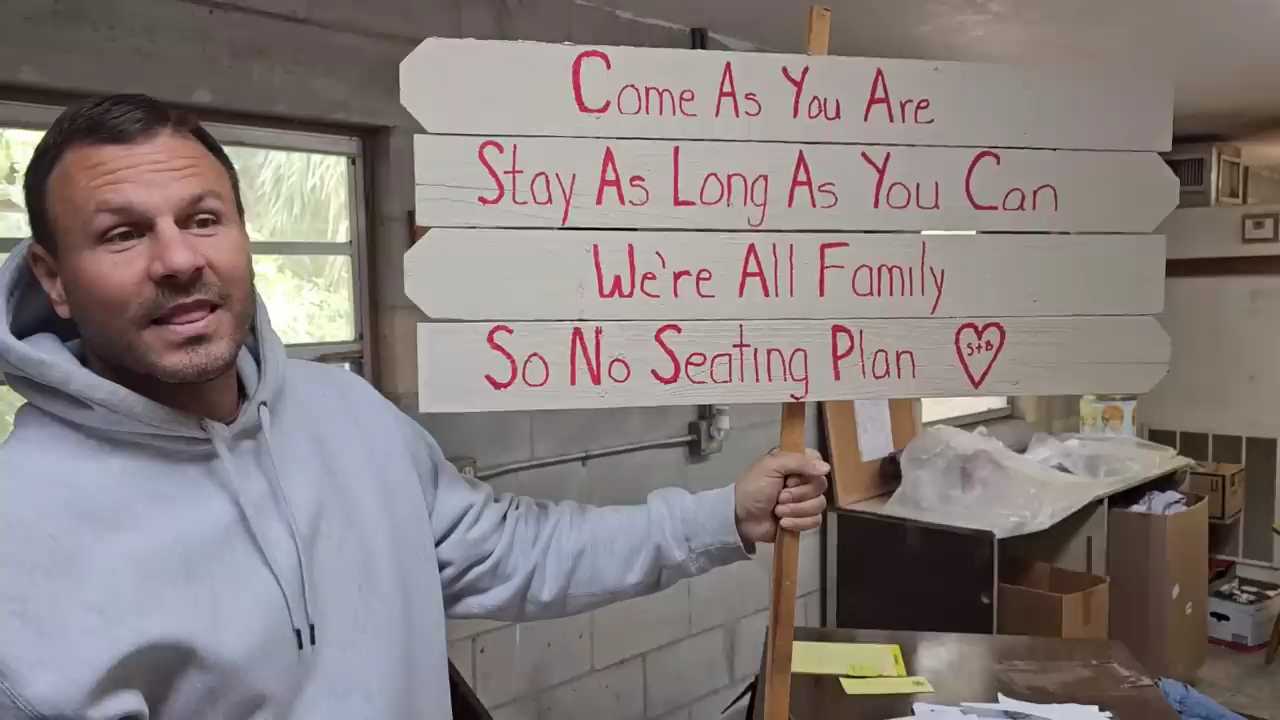 Come As You Are
Stay As Long As You Can
We're All Family
So No Seating Plan
S+B